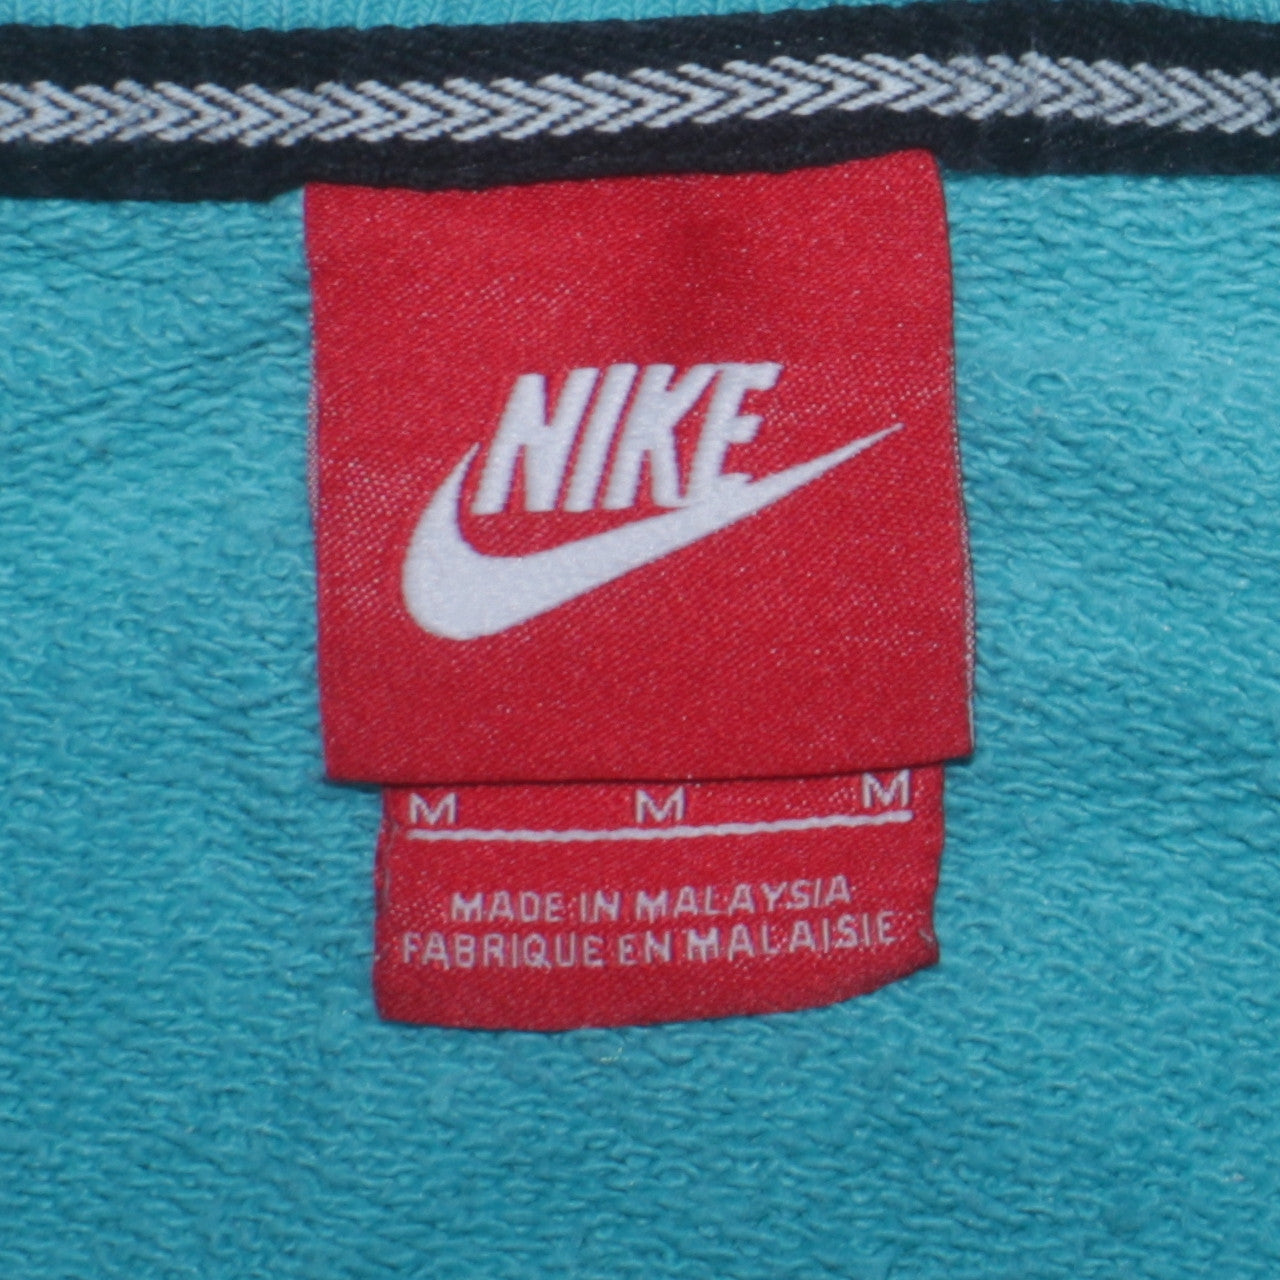 NIKE
M M M
MADE IN MALAYSIA
FABRIQUE EN MALAISIE